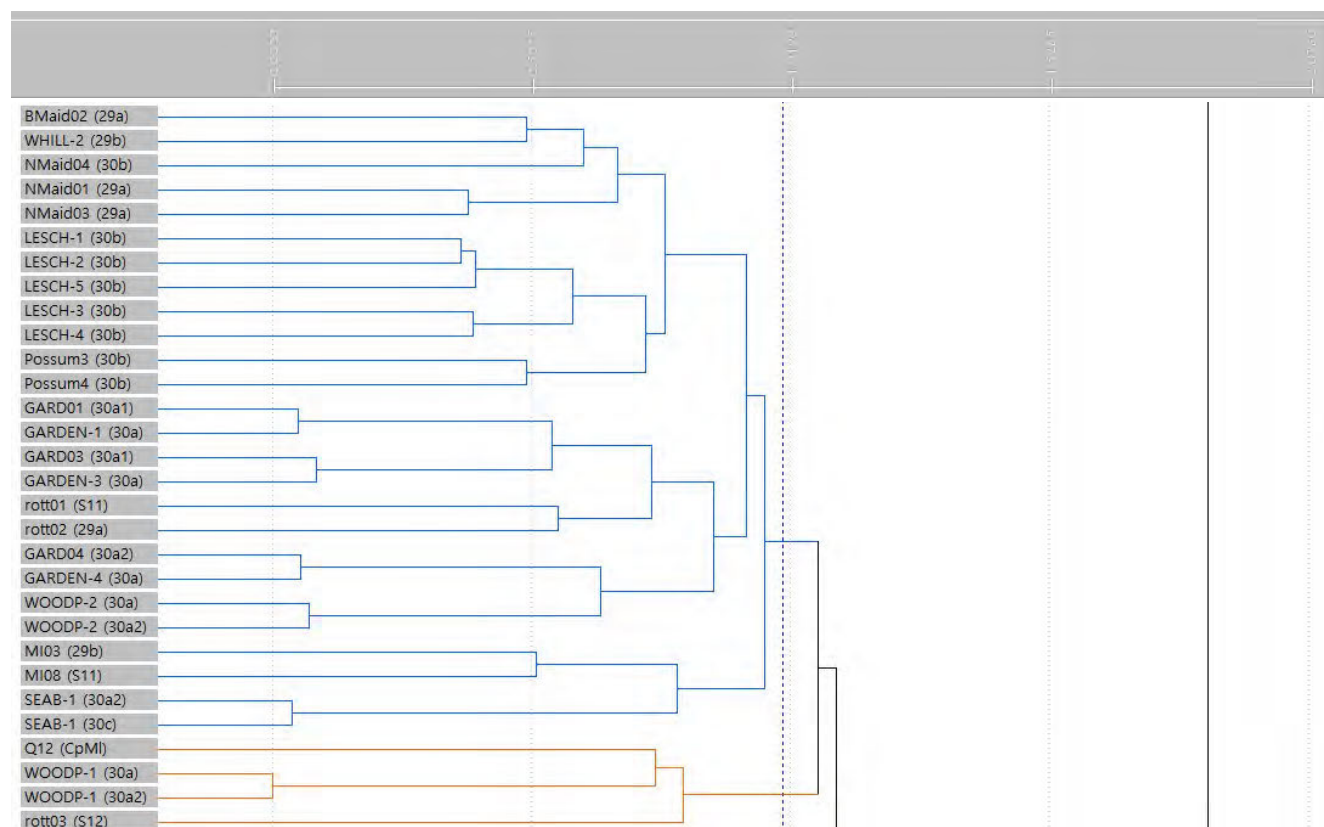 BMaid02 (29a)
WHILL-2 (29b)
NMaid04 (30b)
NMaid01 (29a)
NMaid03 (29a)
LESCH-1 (30b)
LESCH-2 (30b)
LESCH-5 (30b)
LESCH-3 (30b)
LESCH-4 (30b)
Possum3 (30b)
Possum4 (30b)
GARD01 (30a1)
GARDEN-1 (30a)
GARD03 (30a1)
GARDEN-3 (30a)
rott01 (S11)
rott02 (29a)
GARD04 (30a2)
GARDEN-4 (30a)
WOODP-2 (30a)
WOODP-2 (30a2)
MI03 (29b)
MI08 (S11)
SEAB-1 (30a2)
SEAB-1 (30c)
Q12 (CpMl)
WOODP-1 (30a)
WOODP-1 (30a2)
rott03 (S12)